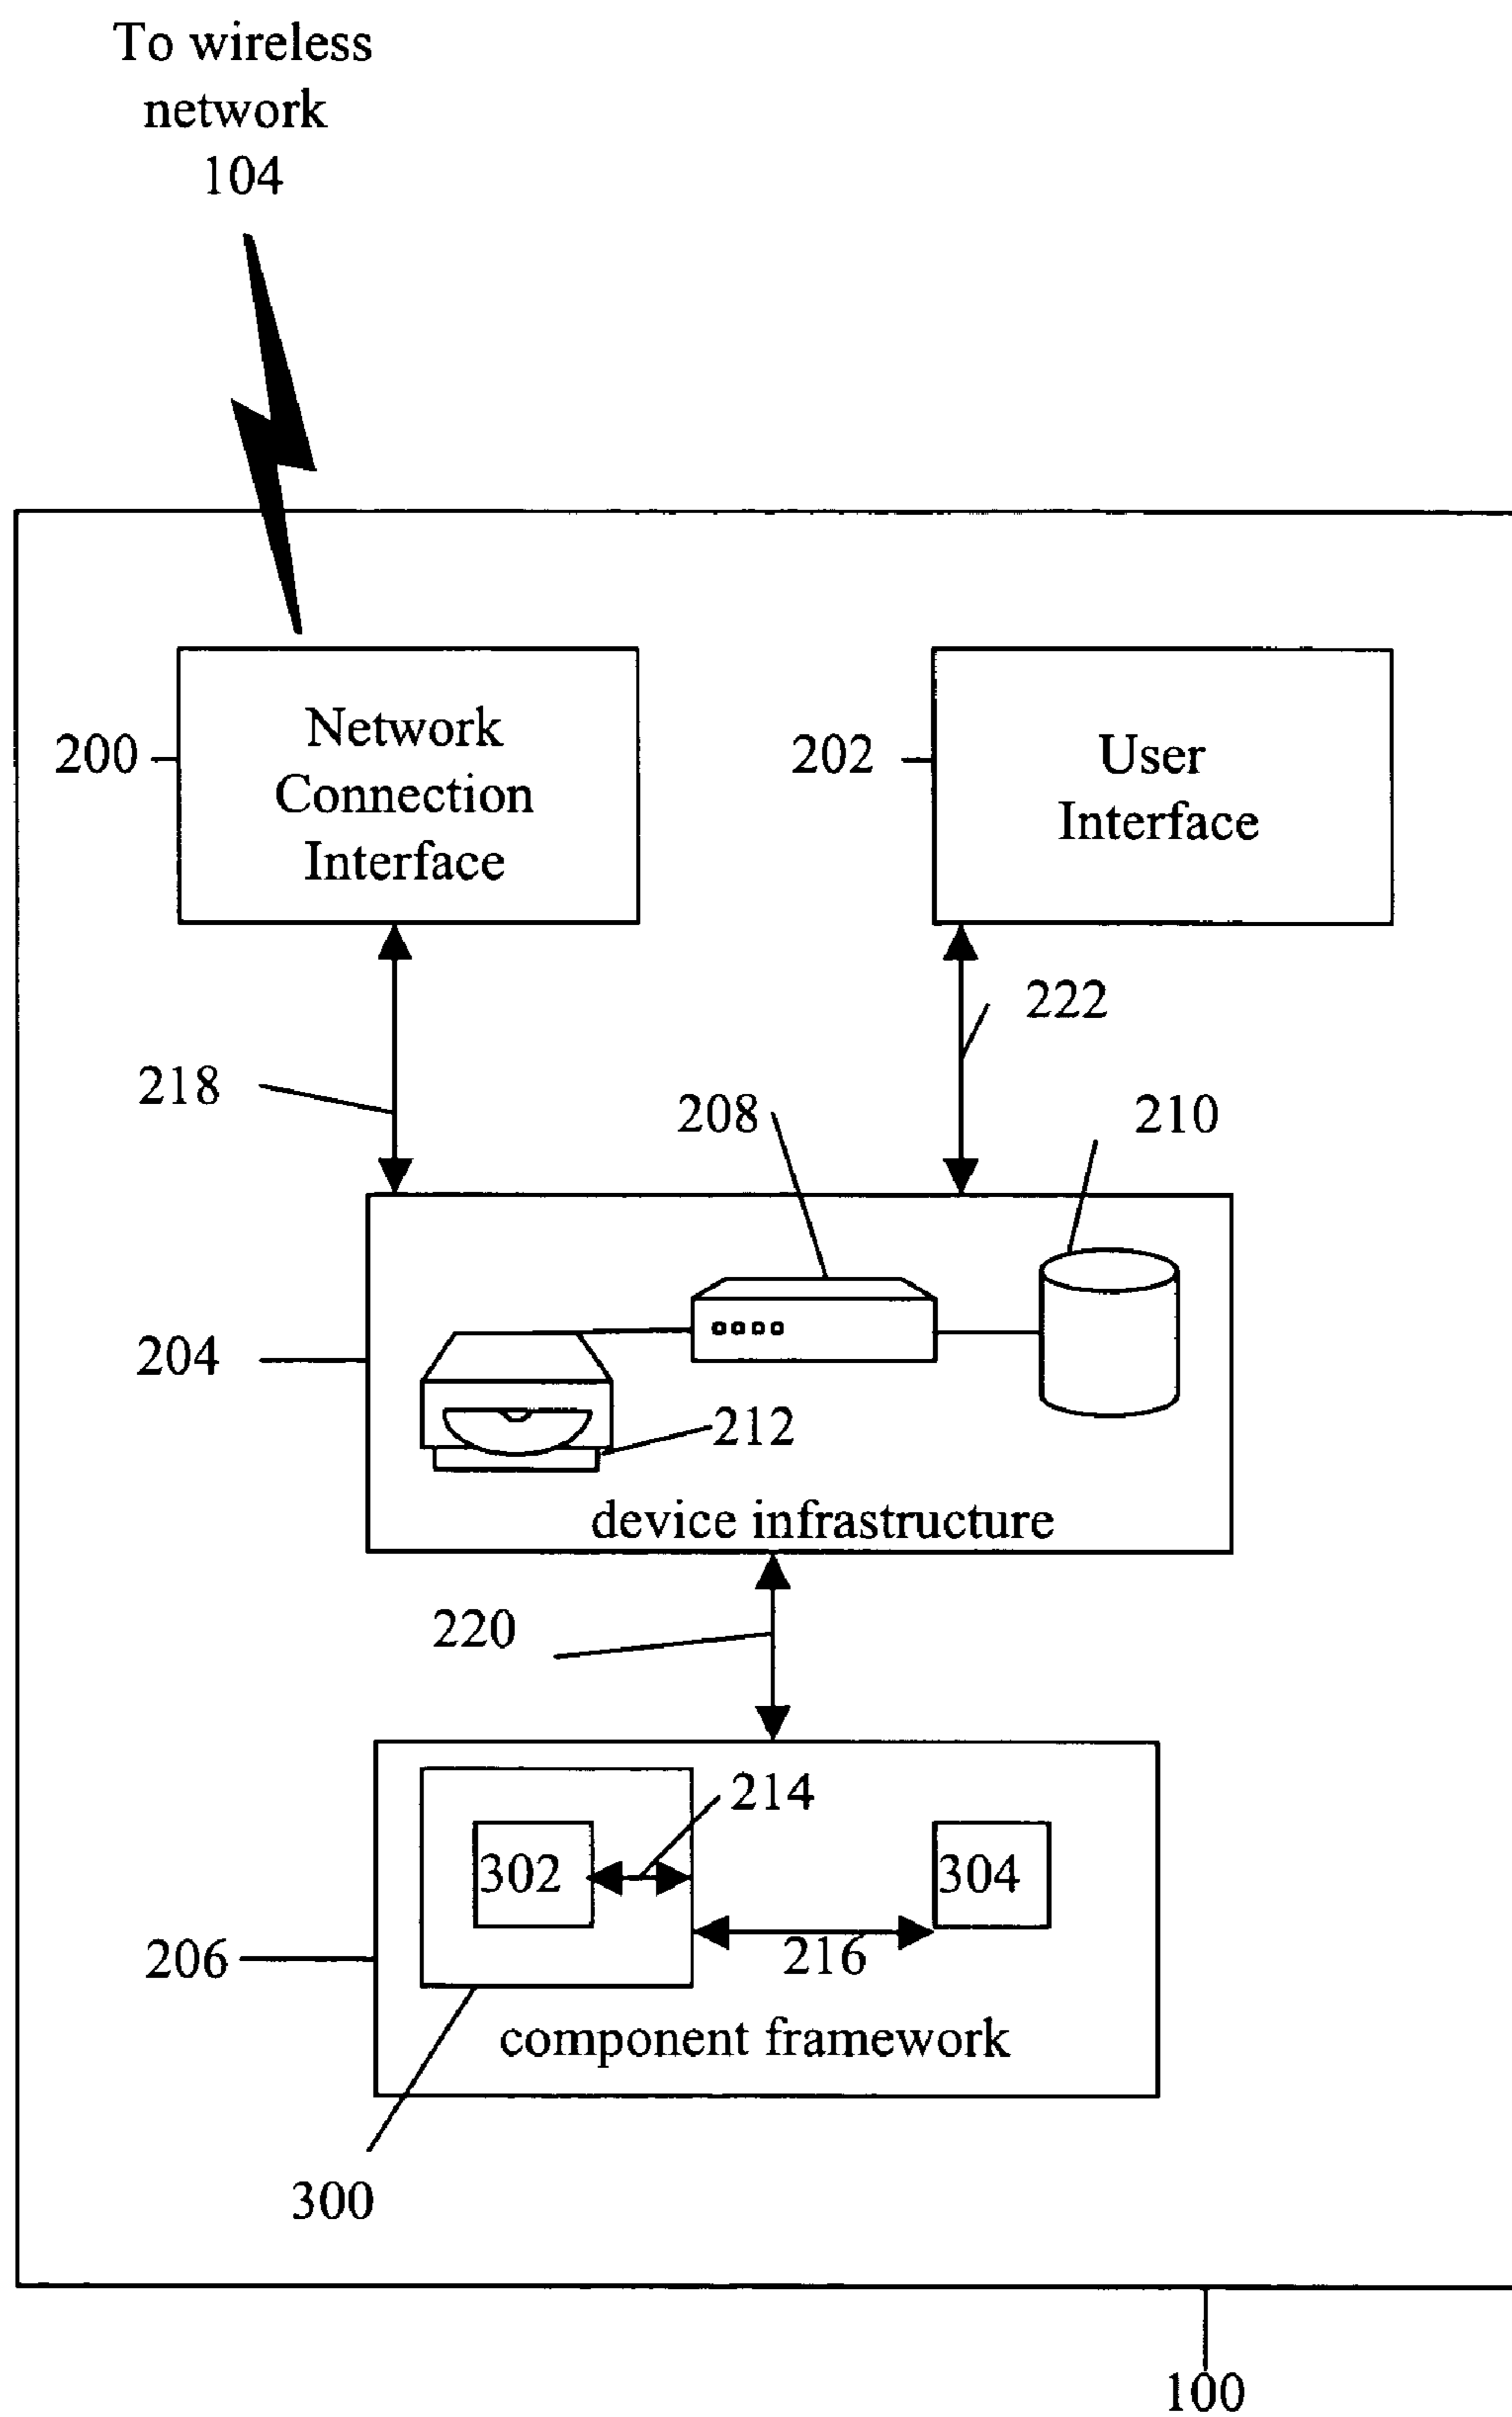 To wireless
network
104
200
Network
Connection
Interface
202
User
Interface
222
218
208
210
204
212
device infrastructure
220
214
302
304
206
216
component framework
300
100